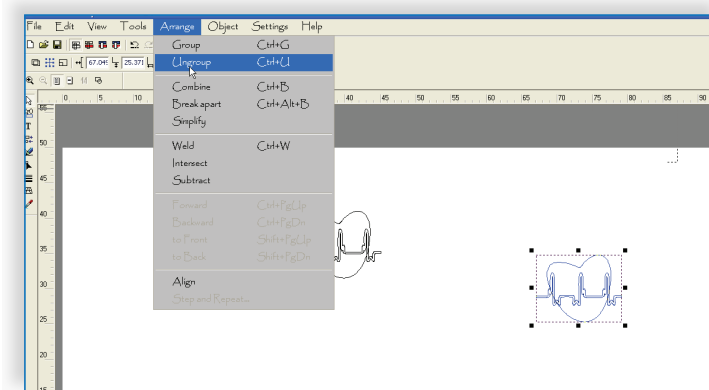 File Edit View Tools Arrange Object Settings Help
67.049 25.371
Group Ctrl+G
Ungroup Ctrl+U
Combine Ctrl+B
Break apart Ctrl+Alt+B
Simplify
Weld Ctrl+W
Intersect
Subtract
Forward Ctrl+PgUp
Backward Ctrl+PgDn
to Front Shift+PgUp
to Back Shift+PgDn
Align
Step and Repeat...
0 5 10 40 45 50 55 60 65 70 75 80 85 90
55
50
45
40
35
30
25
20
15